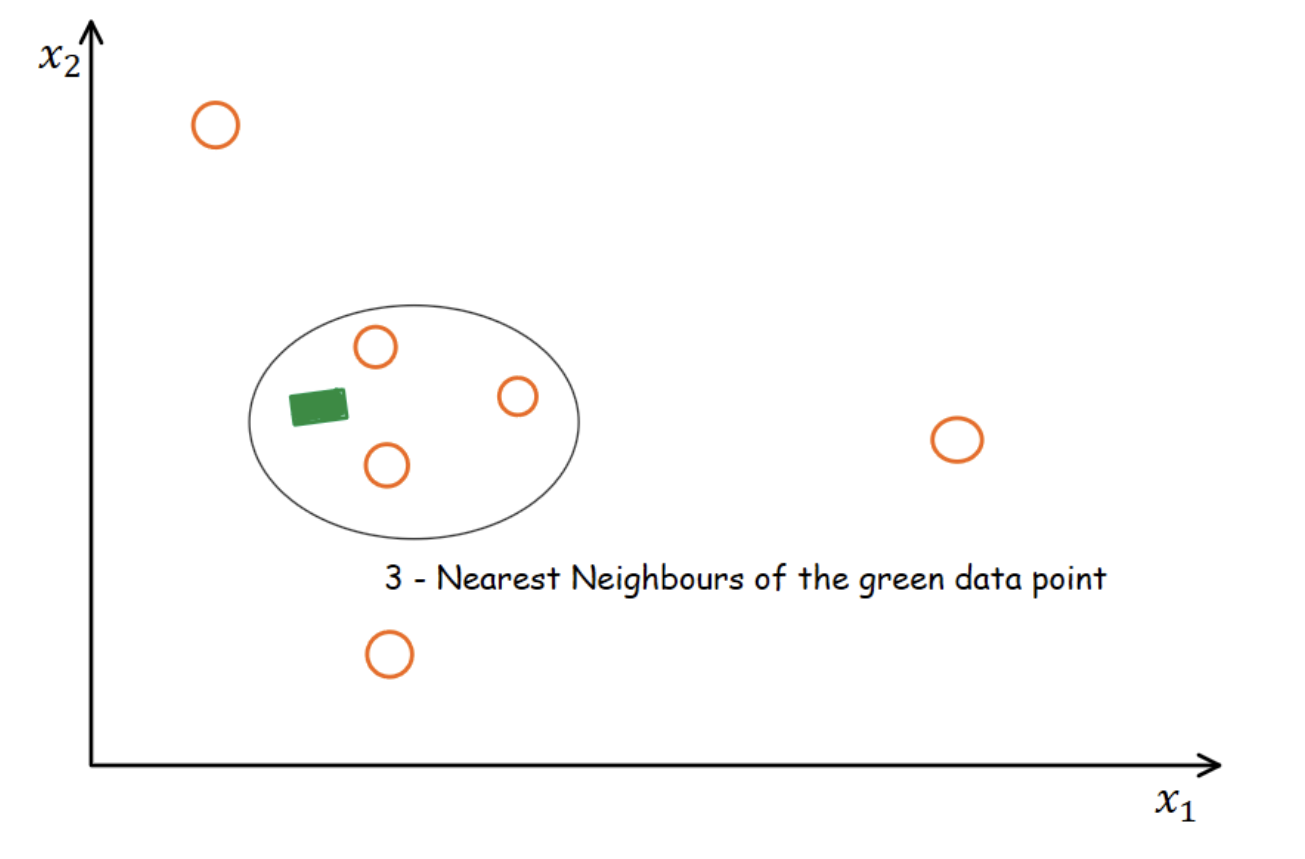 x₂
3 - Nearest Neighbours of the green data point
x₁